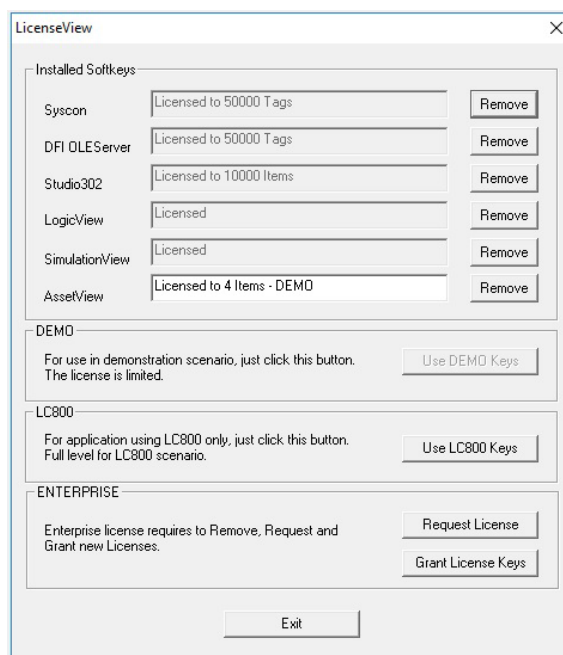 LicenseView
Installed Softkeys
Syscon Licensed to 50000 Tags Remove
DFI OLEServer Licensed to 50000 Tags Remove
Studio302 Licensed to 10000 Items Remove
LogicView Licensed Remove
SimulationView Licensed Remove
AssetView Licensed to 4 Items - DEMO Remove
DEMO
For use in demonstration scenario, just click this button.
The license is limited.
Use DEMO Keys
LC800
For application using LC800 only, just click this button.
Full level for LC800 scenario.
Use LC800 Keys
ENTERPRISE
Enterprise license requires to Remove, Request and
Grant new Licenses.
Request License
Grant License Keys
Exit